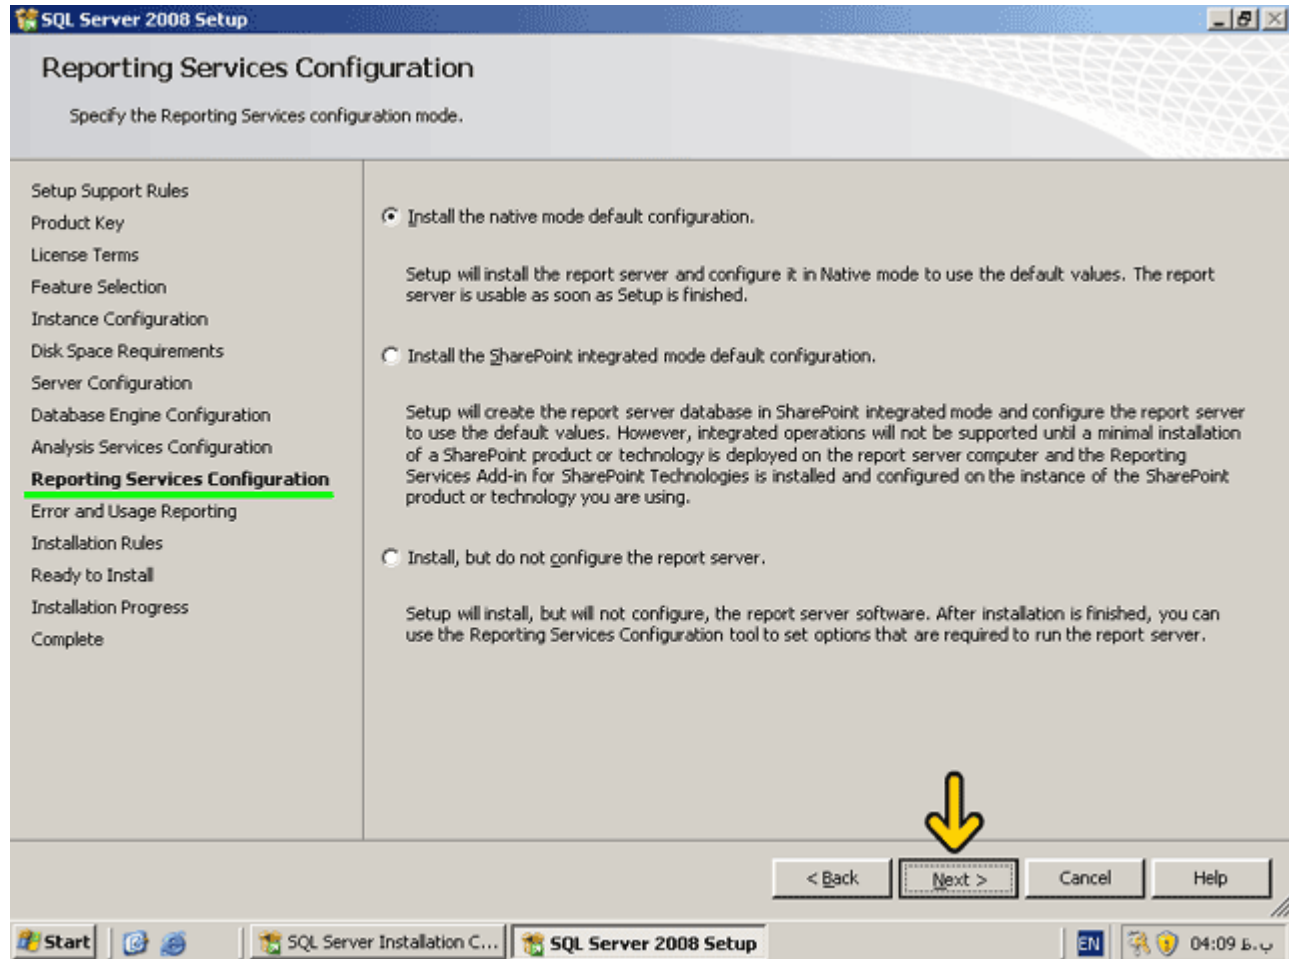 SQL Server 2008 Setup
Reporting Services Configuration
Specify the Reporting Services configuration mode.
Setup Support Rules
Product Key
License Terms
Feature Selection
Instance Configuration
Disk Space Requirements
Server Configuration
Database Engine Configuration
Analysis Services Configuration
Reporting Services Configuration
Error and Usage Reporting
Installation Rules
Ready to Install
Installation Progress
Complete
Install the native mode default configuration.
Setup will install the report server and configure it in Native mode to use the default values. The report
server is usable as soon as Setup is finished.
Install the SharePoint integrated mode default configuration.
Setup will create the report server database in SharePoint integrated mode and configure the report server
to use the default values. However, integrated operations will not be supported until a minimal installation
of a SharePoint product or technology is deployed on the report server computer and the Reporting
Services Add-in for SharePoint Technologies is installed and configured on the instance of the SharePoint
product or technology you are using.
Install, but do not configure the report server.
Setup will install, but will not configure, the report server software. After installation is finished, you can
use the Reporting Services Configuration tool to set options that are required to run the report server.
< Back
Next >
Cancel
Help
Start
SQL Server Installation C...
SQL Server 2008 Setup
EN
04:09 ب.ظ